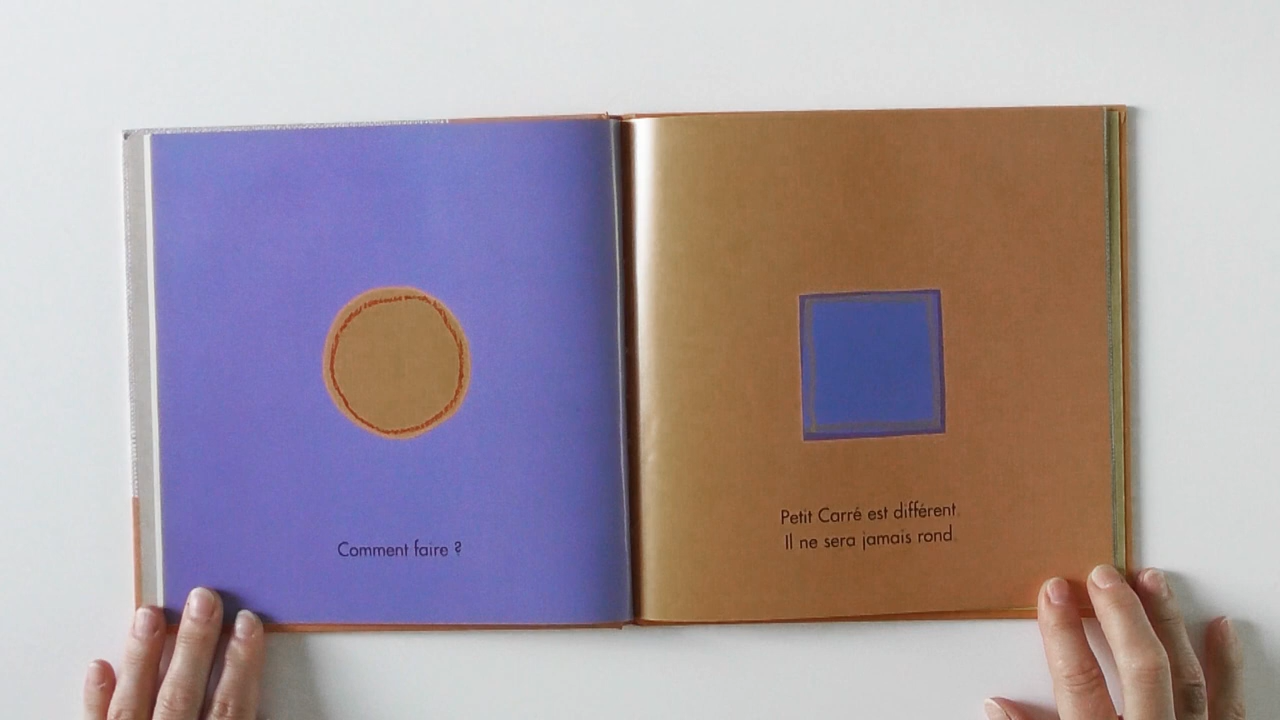 Comment faire ?
Petit Carré est différent
Il ne sera jamais rond